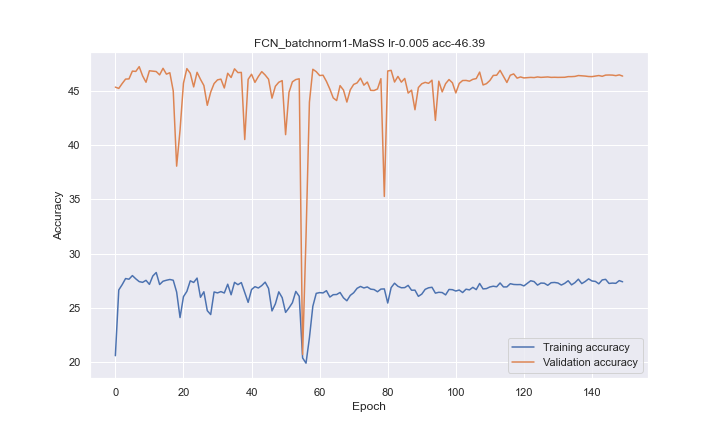 FCN_batchnorm1-MaSS lr-0.005 acc-46.39
45
40
35
30
25
20
Accuracy
0 20 40 60 80 100 120 140
Epoch
Training accuracy
Validation accuracy